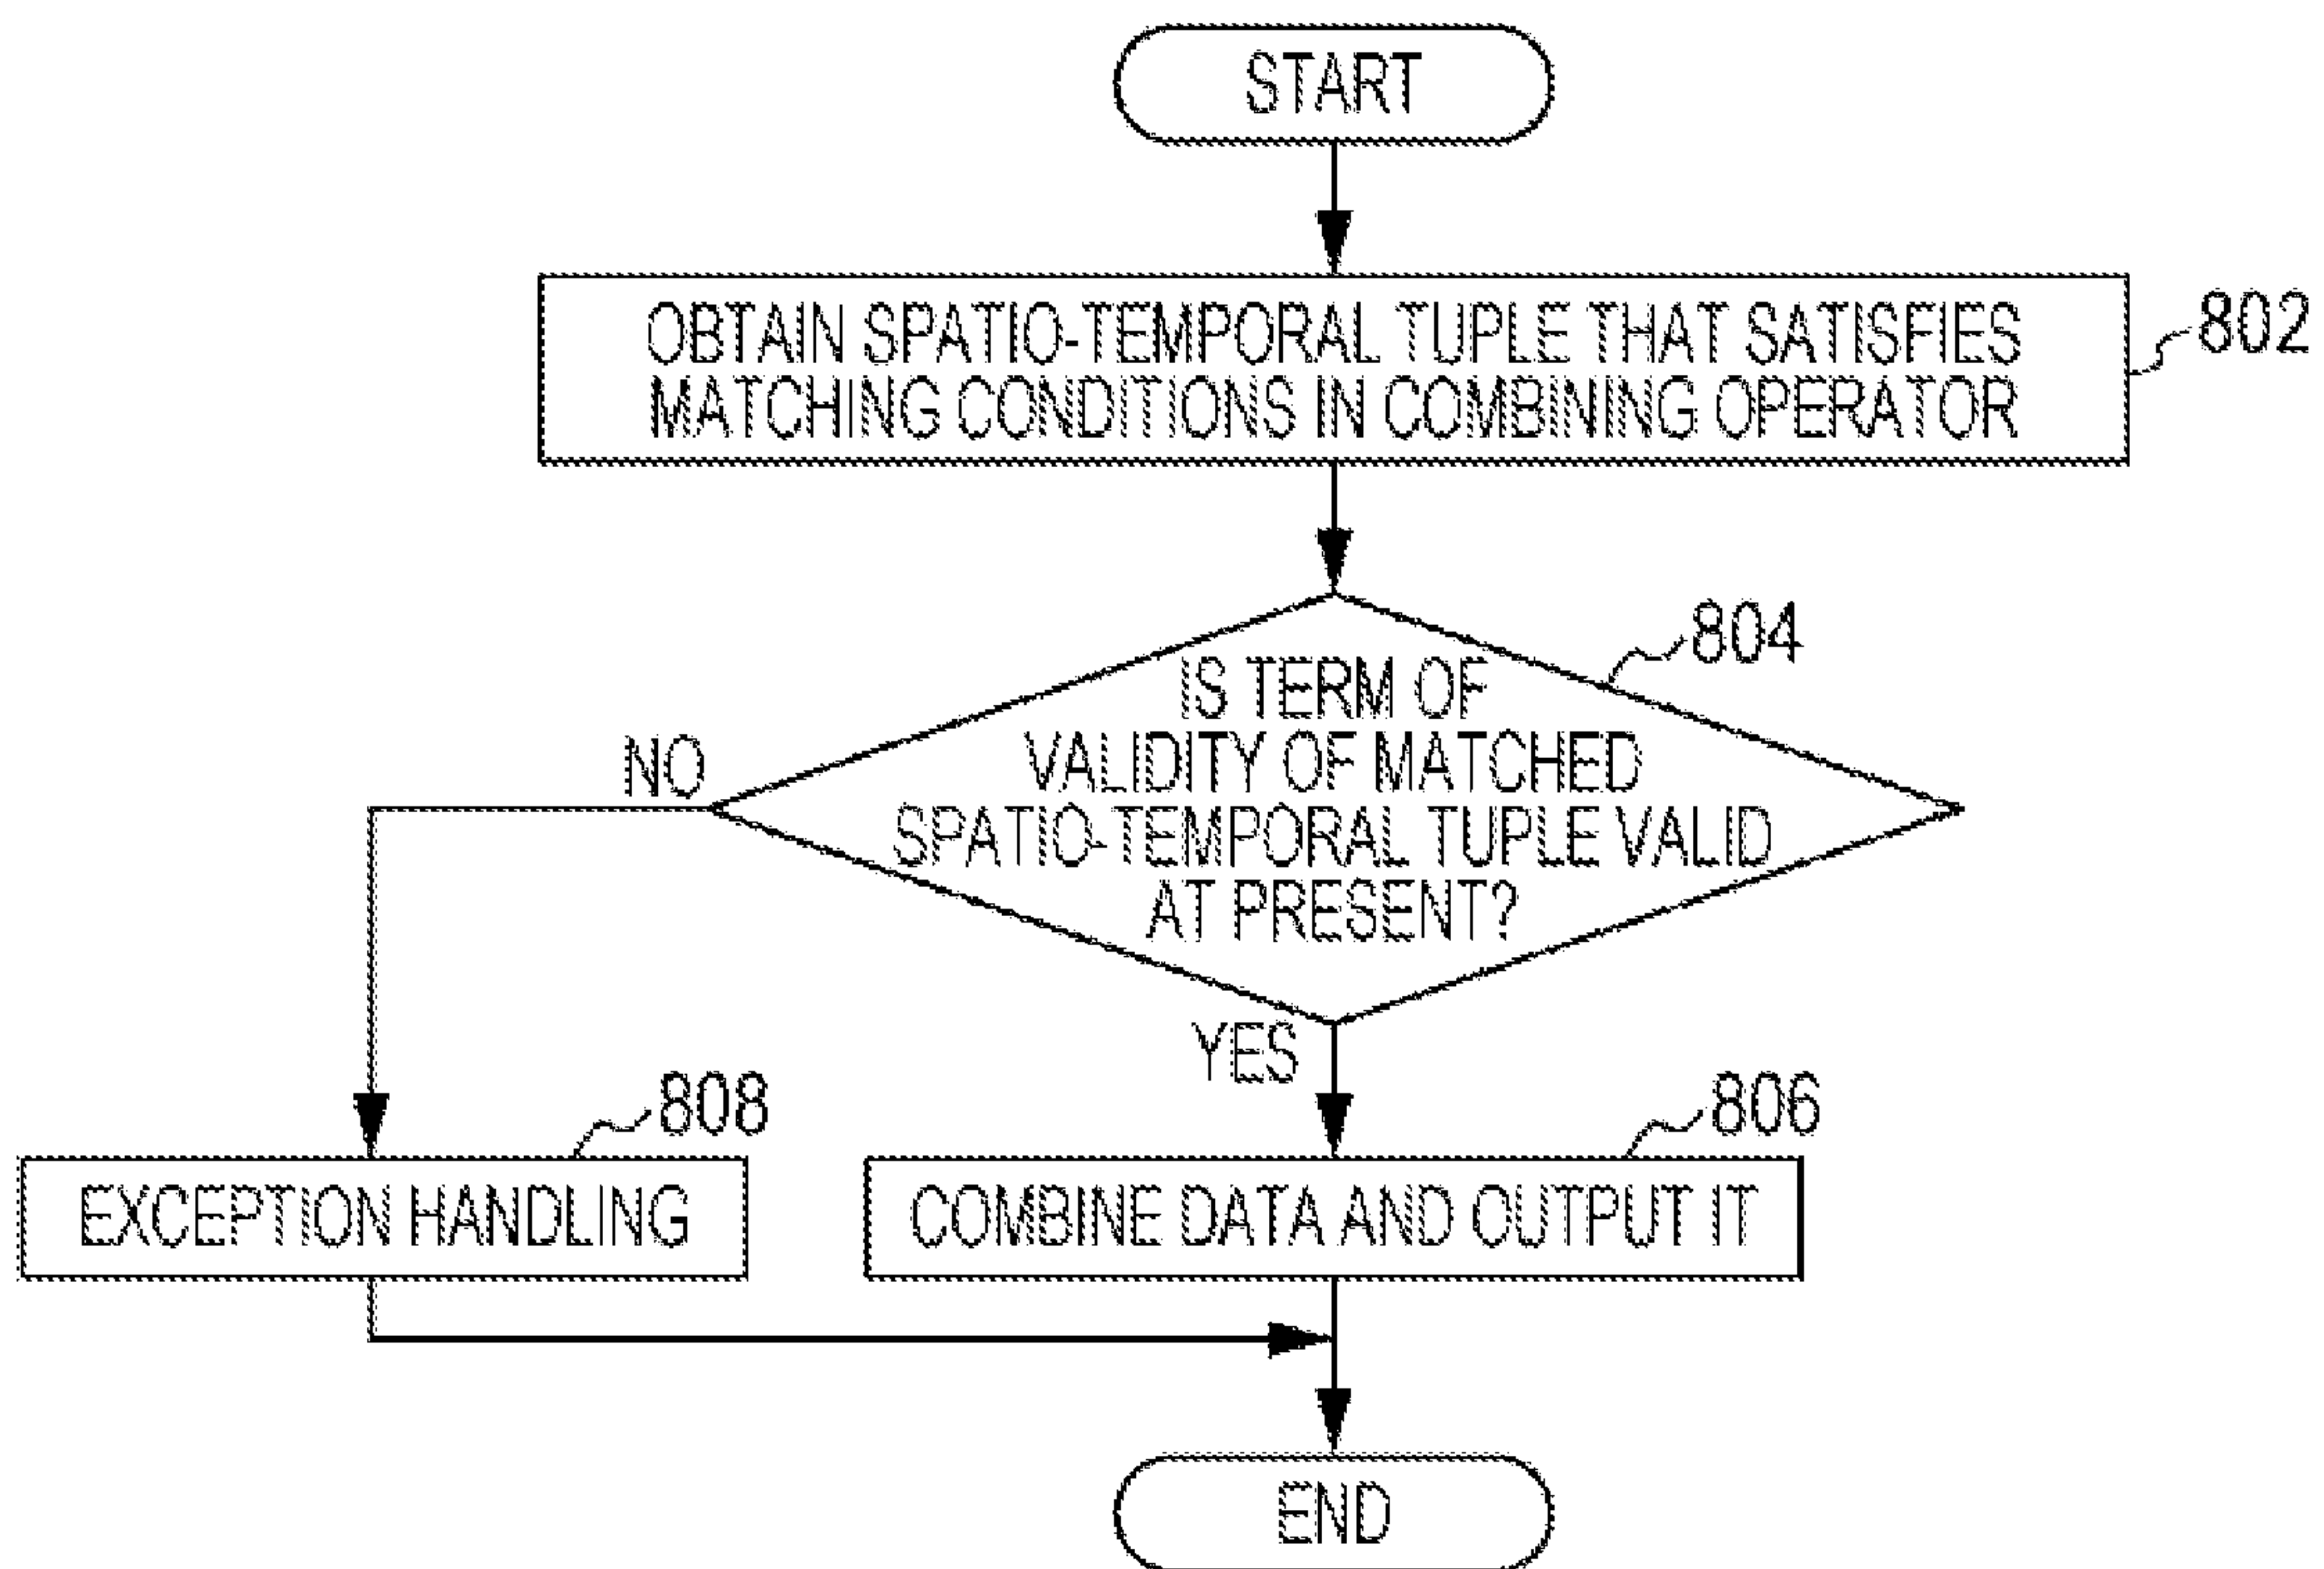 START
OBTAIN SPATIO-TEMPORAL TUPLE THAT SATISFIES
MATCHING CONDITIONS IN COMBINING OPERATOR
802
804
IS TERM OF
VALIDITY OF MATCHED
SPATIO-TEMPORAL TUPLE VALID
AT PRESENT?
NO
YES
808
806
EXCEPTION HANDLING
COMBINE DATA AND OUTPUT IT
END